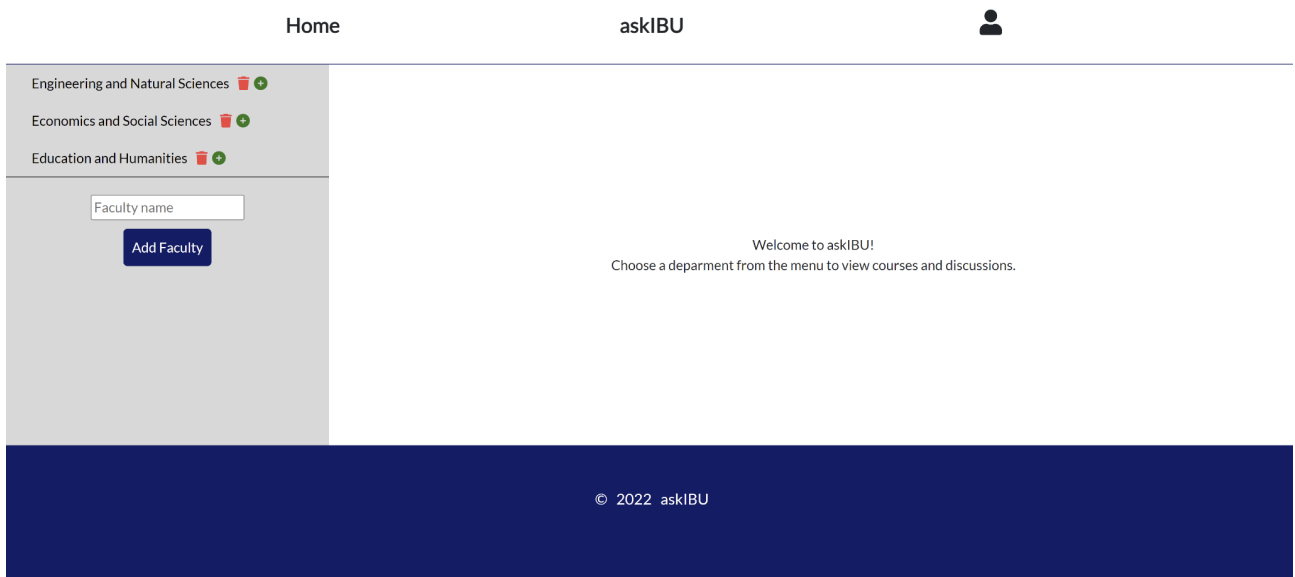 Home
askIBU
Engineering and Natural Sciences
Economics and Social Sciences
Education and Humanities
Faculty name
Add Faculty
Welcome to askIBU!
Choose a deparment from the menu to view courses and discussions.
© 2022 askIBU